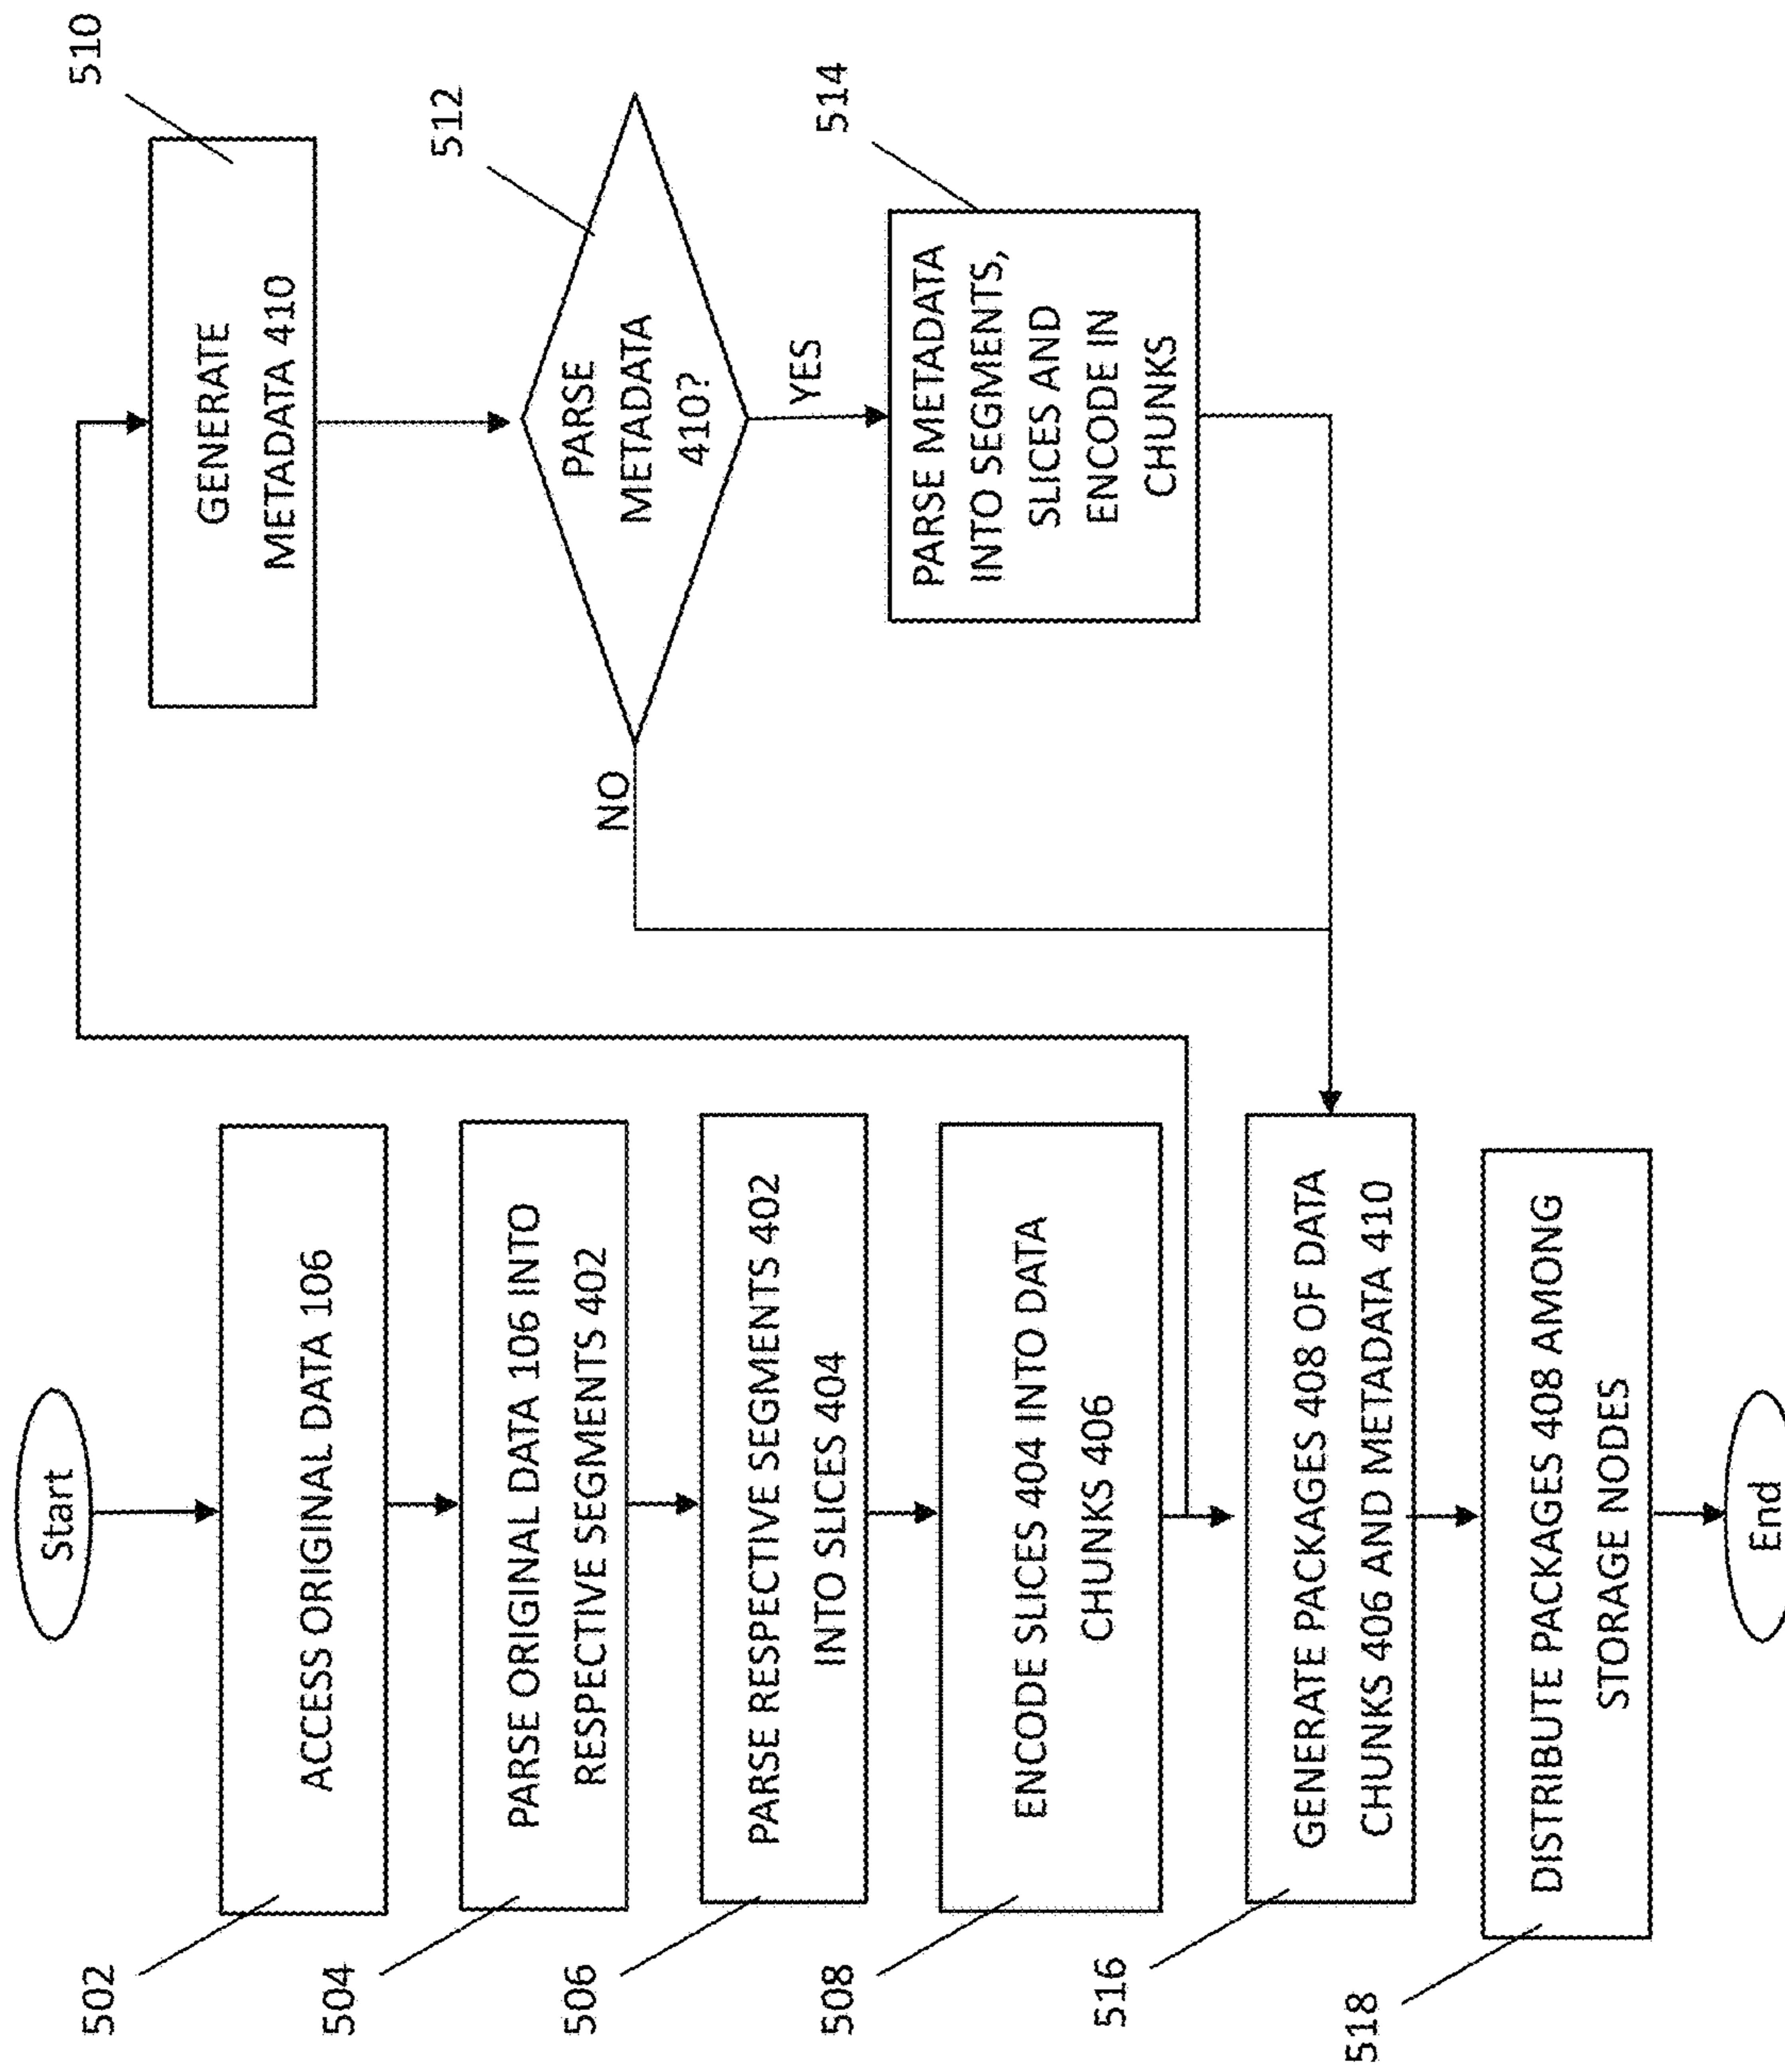 Start
502
ACCESS ORIGINAL DATA 106
504
PARSE ORIGINAL DATA 106 INTO
RESPECTIVE SEGMENTS 402
506
PARSE RESPECTIVE SEGMENTS 402
INTO SLICES 404
508
ENCODE SLICES 404 INTO DATA
CHUNKS 406
510
GENERATE
METADATA 410
512
PARSE
METADATA
410?
NO
YES
514
PARSE METADATA
INTO SEGMENTS,
SLICES AND
ENCODE IN
CHUNKS
516
GENERATE PACKAGES 408 OF DATA
CHUNKS 406 AND METADATA 410
518
DISTRIBUTE PACKAGES 408 AMONG
STORAGE NODES
End